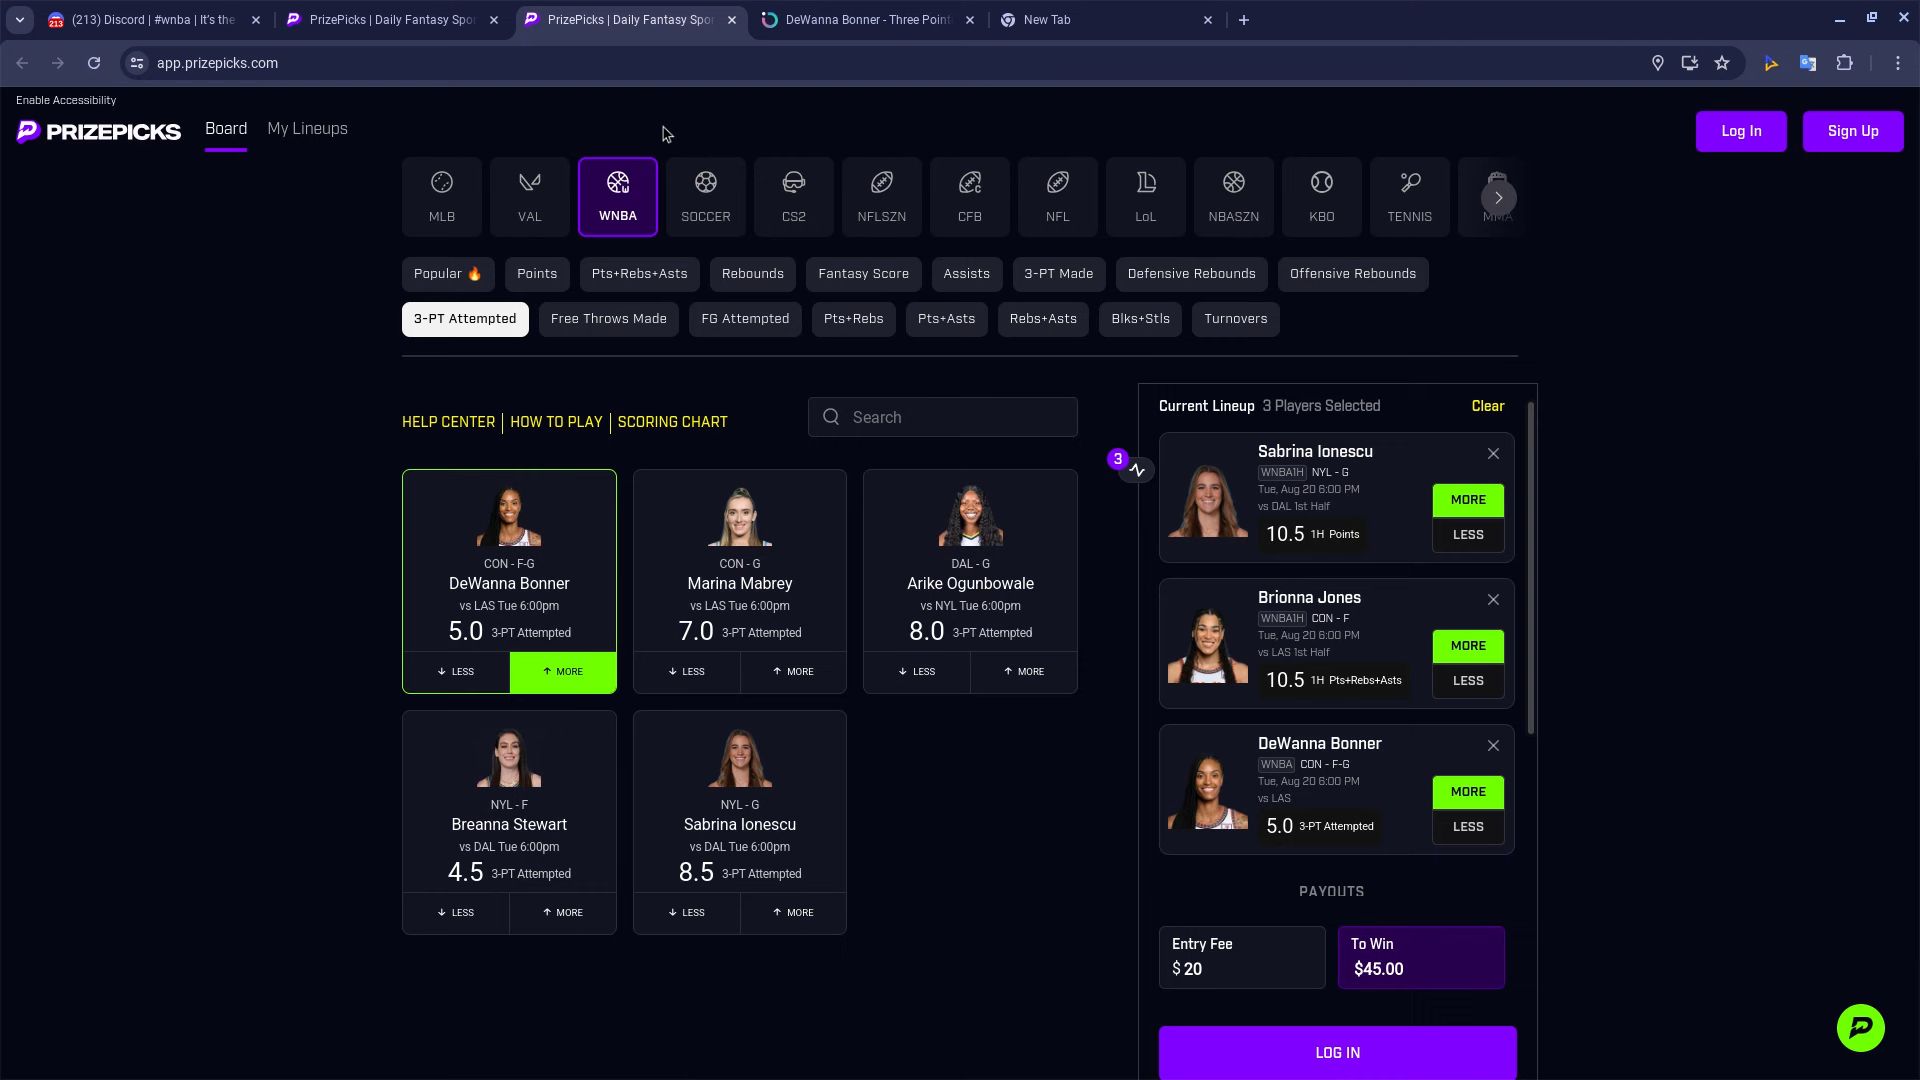 213
(213) Discord | #wnba | It's the
PrizePicks | Daily Fantasy Spor
PrizePicks | Daily Fantasy Spor
DeWanna Bonner - Three Point
New Tab
app.prizepicks.com
Enable Accessibility
PRIZEPICKS
Board
My Lineups
Log In
Sign Up
MLB
VAL
WNBA
SOCCER
CS2
NFLSZN
CFB
NFL
LoL
NBASZN
KBO
TENNIS
MMA
Popular 🔥
Points
Pts+Rebs+Asts
Rebounds
Fantasy Score
Assists
3-PT Made
Defensive Rebounds
Offensive Rebounds
3-PT Attempted
Free Throws Made
FG Attempted
Pts+Rebs
Pts+Asts
Rebs+Asts
Blks+Stls
Turnovers
HELP CENTER | HOW TO PLAY | SCORING CHART
Search
CON - F-G
DeWanna Bonner
vs LAS Tue 6:00pm
5.0 3-PT Attempted
LESS
MORE
CON - G
Marina Mabrey
vs LAS Tue 6:00pm
7.0 3-PT Attempted
LESS
MORE
DAL - G
Arike Ogunbowale
vs NYL Tue 6:00pm
8.0 3-PT Attempted
LESS
MORE
NYL - F
Breanna Stewart
vs DAL Tue 6:00pm
4.5 3-PT Attempted
LESS
MORE
NYL - G
Sabrina Ionescu
vs DAL Tue 6:00pm
8.5 3-PT Attempted
LESS
MORE
3
Current Lineup 3 Players Selected
Clear
Sabrina Ionescu
WNBA1H NYL - G
Tue, Aug 20 6:00 PM
vs DAL 1st Half
10.5 1H Points
MORE
LESS
Brionna Jones
WNBA1H CON - F
Tue, Aug 20 6:00 PM
vs LAS 1st Half
10.5 1H Pts+Rebs+Asts
MORE
LESS
DeWanna Bonner
WNBA CON - F-G
Tue, Aug 20 6:00 PM
vs LAS
5.0 3-PT Attempted
MORE
LESS
PAYOUTS
Entry Fee
$ 20
To Win
$45.00
LOG IN